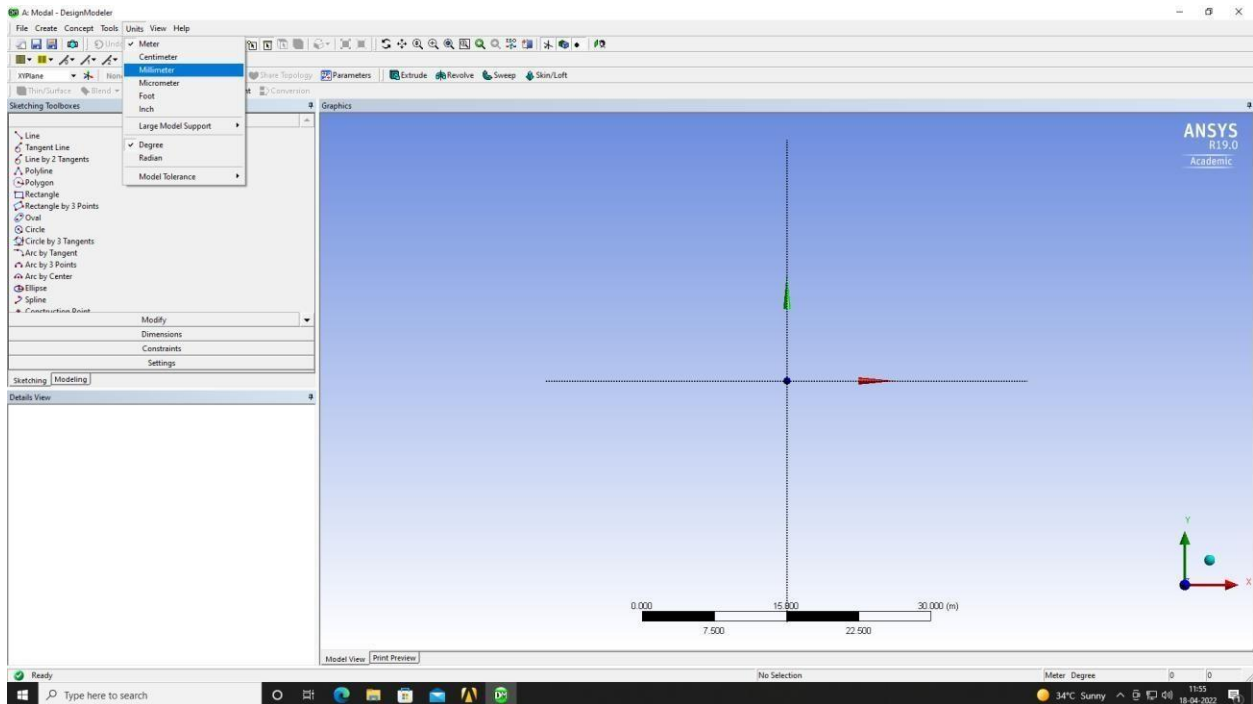 A: Modal - DesignModeler
File Create Concept Tools Units View Help
Undo
Meter
Centimeter
Millimeter
Micrometer
Foot
Inch
Large Model Support
Degree
Radian
Model Tolerance
XYPlane
Share Topology Parameters Extrude Revolve Sweep Skin/Loft
Thin/Surface Blend Conversion
Sketching Toolboxes
Line
Tangent Line
Line by 2 Tangents
Polyline
Polygon
Rectangle
Rectangle by 3 Points
Oval
Circle
Circle by 3 Tangents
Arc by Tangent
Arc by 3 Points
Arc by Center
Ellipse
Spline
Construction Point
Modify
Dimensions
Constraints
Settings
Sketching Modeling
Details View
Graphics
ANSYS
R19.0
Academic
Y
X
0.000 15.000 30.000 (m)
7.500 22.500
Model View Print Preview
Ready No Selection Meter Degree 0 0
Type here to search 34°C Sunny 11:55
18-04-2022